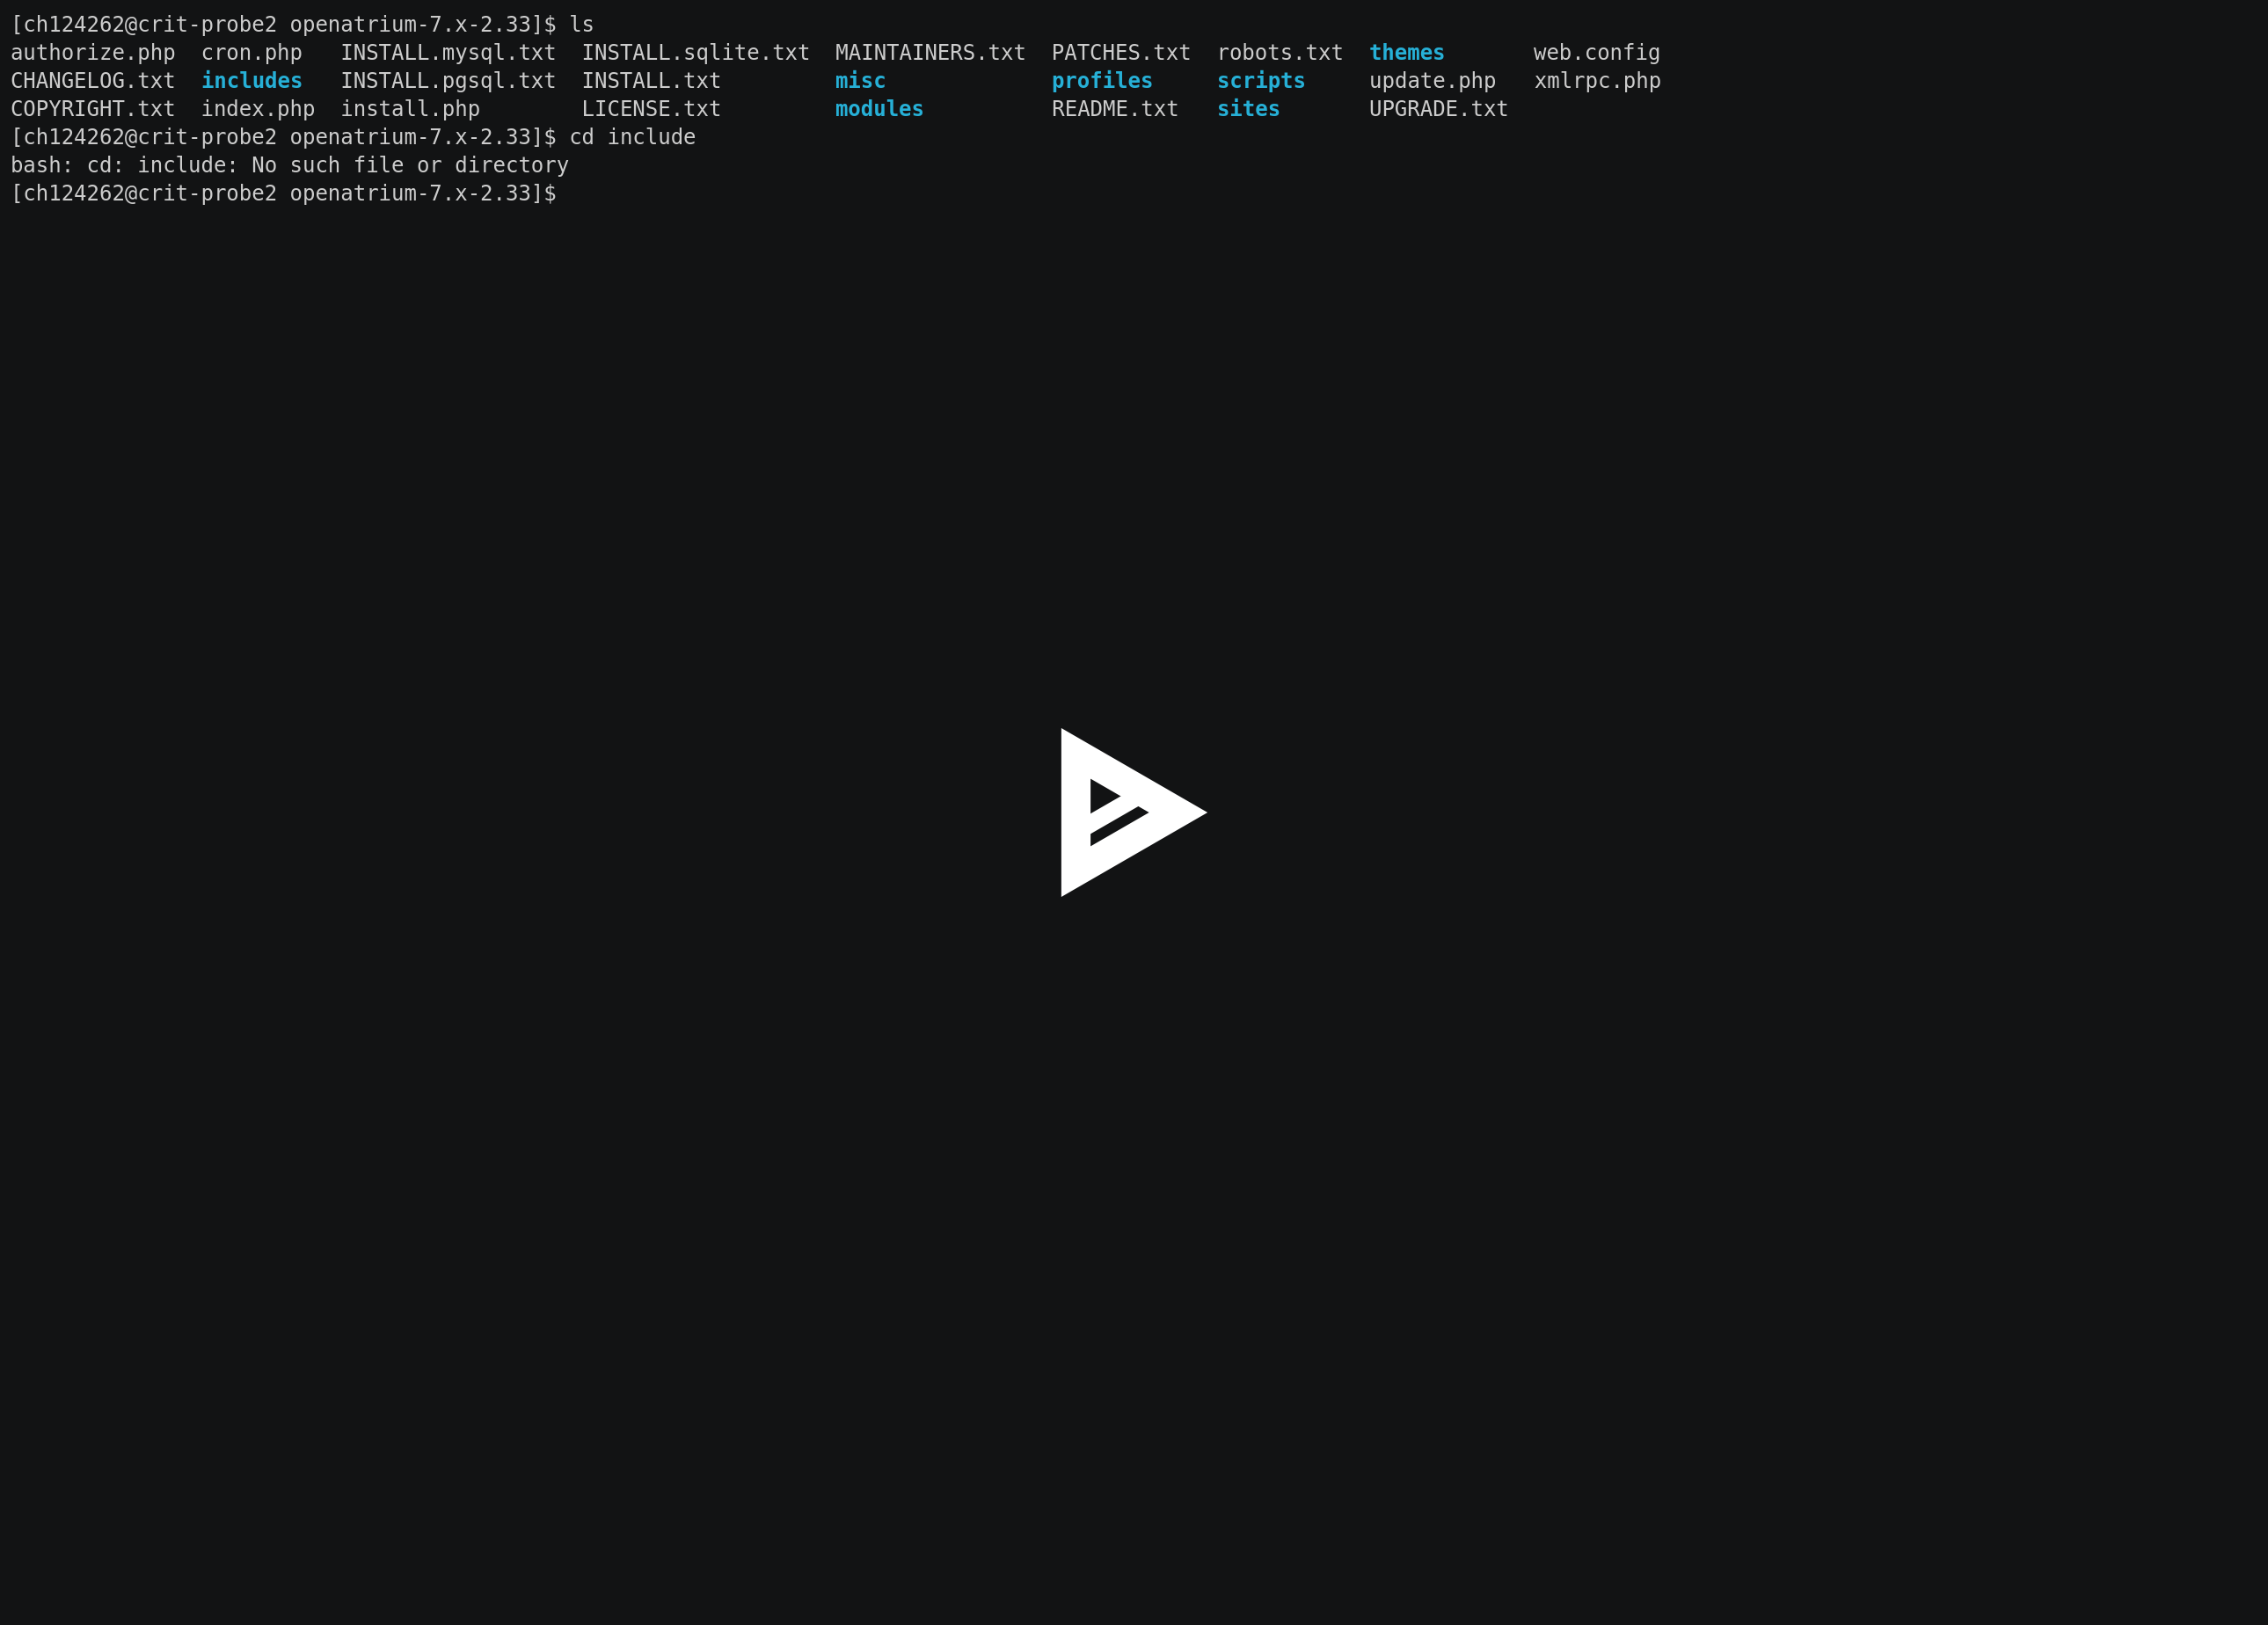 [ch124262@crit-probe2 openatrium-7.x-2.33]$ ls
authorize.php  cron.php   INSTALL.mysql.txt  INSTALL.sqlite.txt  MAINTAINERS.txt  PATCHES.txt  robots.txt  themes       web.config
CHANGELOG.txt  includes   INSTALL.pgsql.txt  INSTALL.txt         misc             profiles     scripts     update.php   xmlrpc.php
COPYRIGHT.txt  index.php  install.php        LICENSE.txt         modules          README.txt   sites       UPGRADE.txt
[ch124262@crit-probe2 openatrium-7.x-2.33]$ cd include
bash: cd: include: No such file or directory
[ch124262@crit-probe2 openatrium-7.x-2.33]$